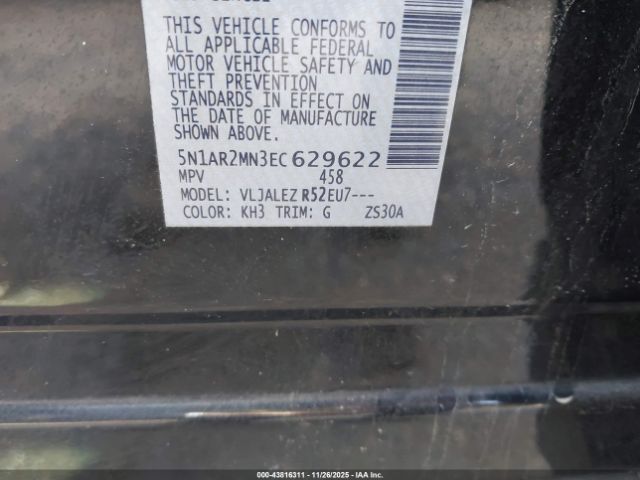 THIS VEHICLE CONFORMS TO
ALL APPLICABLE FEDERAL
MOTOR VEHICLE SAFETY AND
THEFT PREVENTION
STANDARDS IN EFFECT ON
THE DATE OF MANUFACTURE
SHOWN ABOVE.
5N1AR2MN3EC 629622
MPV 458
MODEL: VLJALEZ R52EU7---
COLOR: KH3 TRIM: G ZS30A
000-43816311 - 11/26/2025 - IAA Inc.